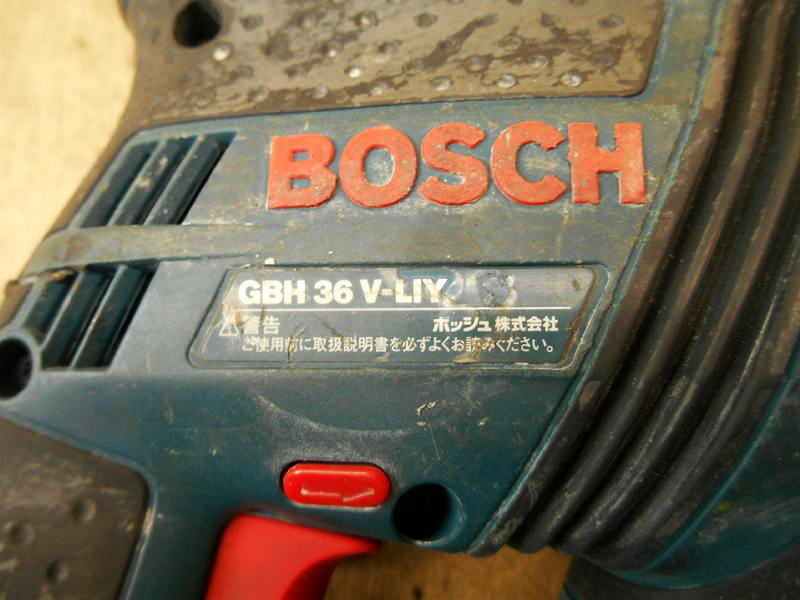 BOSCH
GBH 36 V-LIY
警告 ボッシュ株式会社
ご使用前に取扱説明書を必ずよくお読みください。